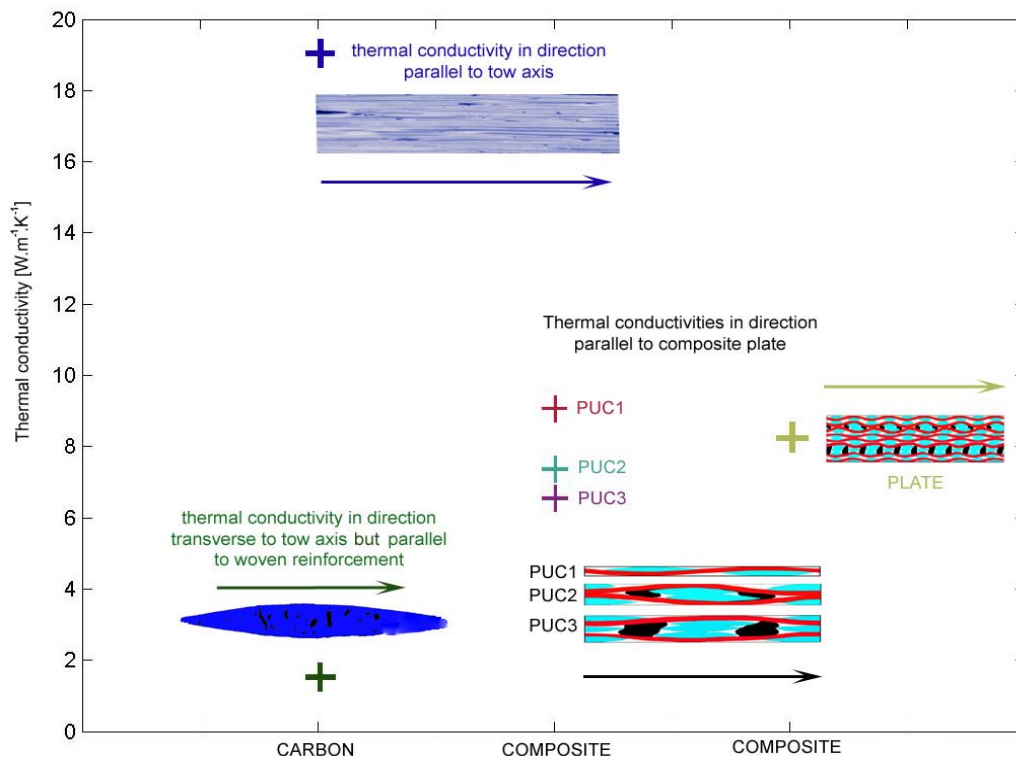 Thermal conductivity [W.m⁻¹.K⁻¹]
20
18
16
14
12
10
8
6
4
2
0
thermal conductivity in direction
parallel to tow axis
Thermal conductivities in direction
parallel to composite plate
PUC1
PUC2
PUC3
PLATE
thermal conductivity in direction
transverse to tow axis but parallel
to woven reinforcement
PUC1
PUC2
PUC3
CARBON
COMPOSITE
COMPOSITE